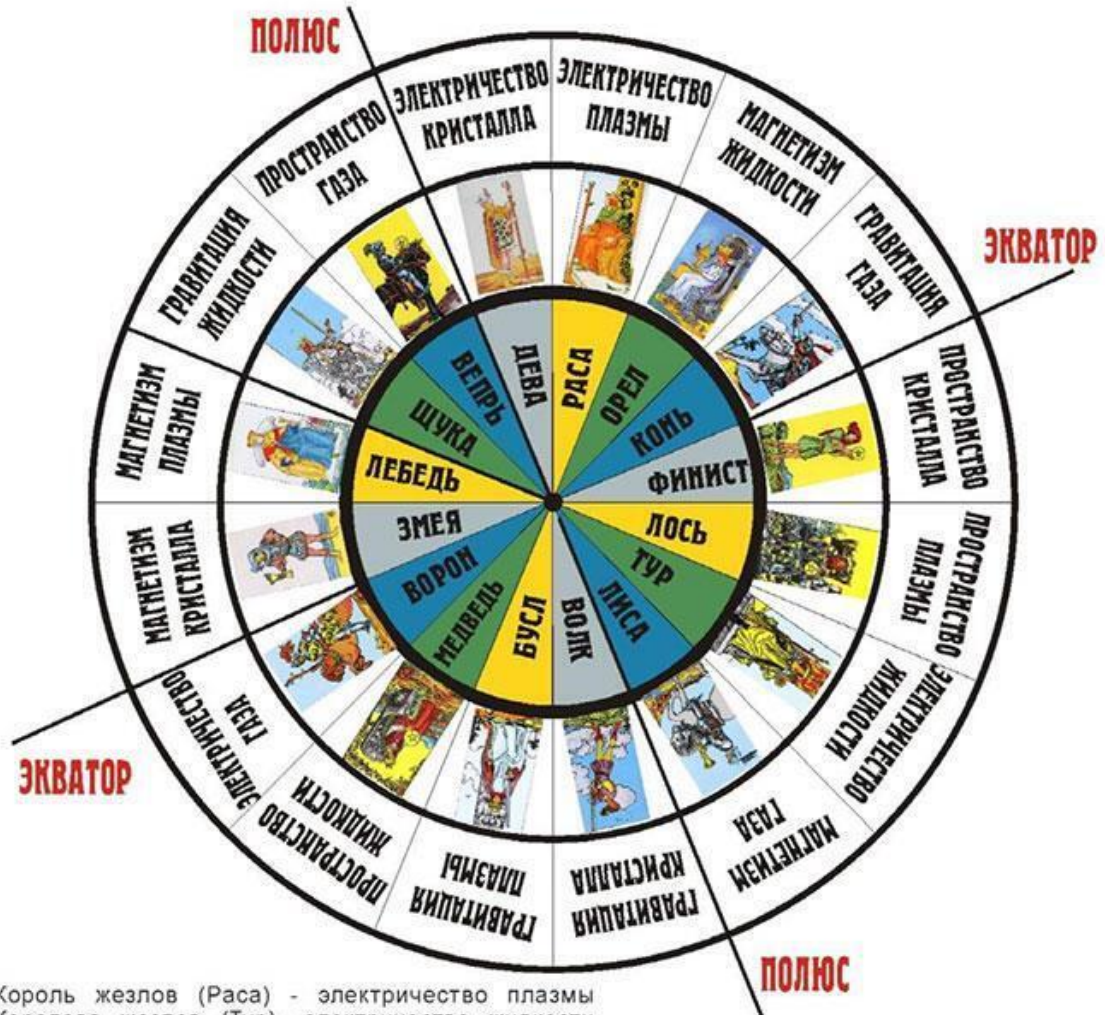 ПОЛЮС
ЭКВАТОР
ПОЛЮС
ЭКВАТОР
ЭЛЕКТРИЧЕСТВО
КРИСТАЛЛА
ЭЛЕКТРИЧЕСТВО
ПЛАЗМЫ
МАГНЕТИЗМ
ЖИДКОСТИ
ГРАВИТАЦИЯ
ГАЗА
ПРОСТРАНСТВО
КРИСТАЛЛА
ПРОСТРАНСТВО
ПЛАЗМЫ
ЭЛЕКТРИЧЕСТВО
ЖИДКОСТИ
МАГНЕТИЗМ
ГАЗА
ГРАВИТАЦИЯ
КРИСТАЛЛА
ГРАВИТАЦИЯ
ПЛАЗМЫ
ПРОСТРАНСТВО
ЖИДКОСТИ
ЭЛЕКТРИЧЕСТВО
ГАЗА
МАГНЕТИЗМ
КРИСТАЛЛА
МАГНЕТИЗМ
ПЛАЗМЫ
ГРАВИТАЦИЯ
ЖИДКОСТИ
ПРОСТРАНСТВО
ГАЗА
ДЕВА
РАСА
ОРЕЛ
КОНЬ
ФИНИСТ
ЛОСЬ
ТУР
ЛИСА
ВОЛК
БУСЛ
МЕДВЕДЬ
ВОРОН
ЗМЕЯ
ЛЕБЕДЬ
ЩУКА
ВЕПРЬ
Король жезлов (Раса) - электричество плазмы